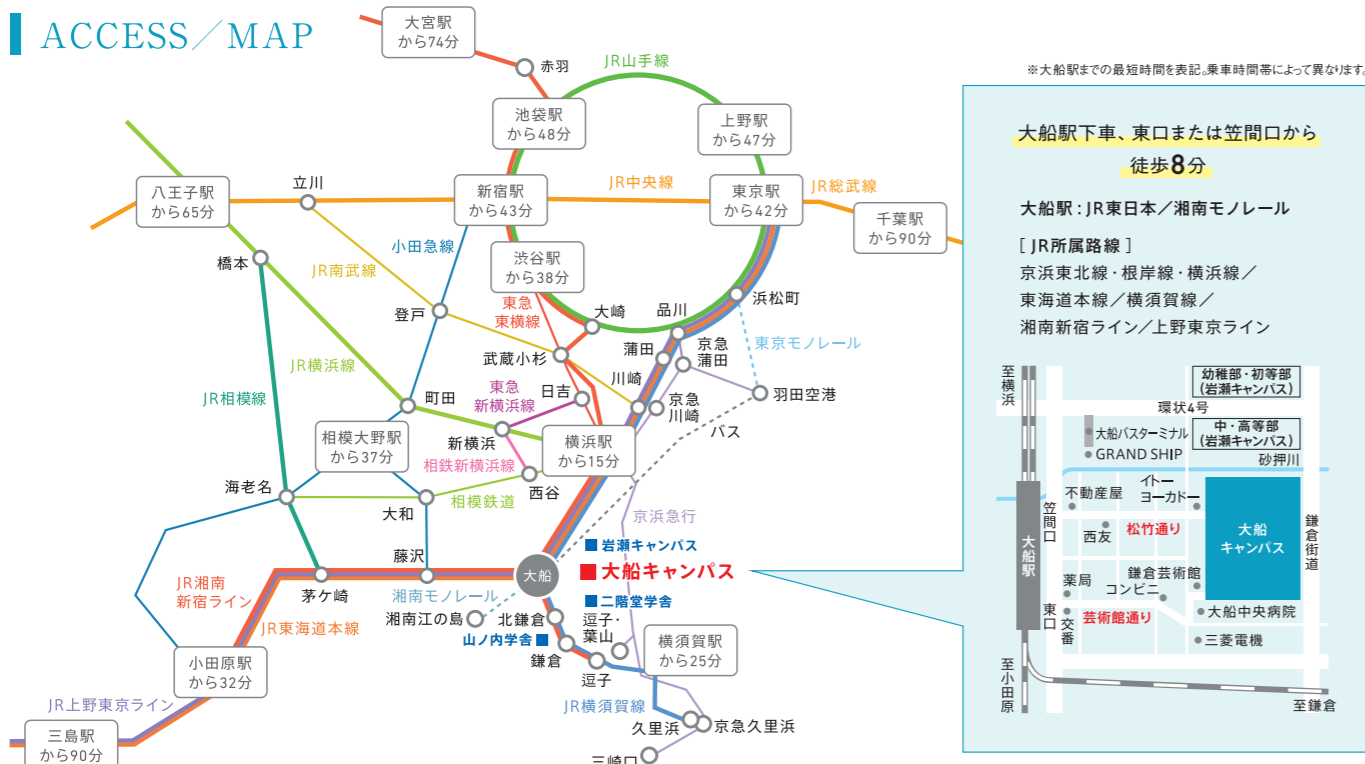 ACCESS／MAP
大宮駅
から74分
赤羽
JR山手線
池袋駅
から48分
上野駅
から47分
八王子駅
から65分
立川
新宿駅
から43分
JR中央線
東京駅
から42分
JR総武線
千葉駅
から90分
橋本
JR南武線
小田急線
渋谷駅
から38分
登戸
東急
東横線
大崎
品川
浜松町
武蔵小杉
蒲田
京急
蒲田
東京モノレール
JR横浜線
JR相模線
町田
東急
新横浜線
日吉
川崎
京急
川崎
羽田空港
バス
相模大野駅
から37分
新横浜
横浜駅
から15分
相鉄新横浜線
西谷
海老名
相模鉄道
大和
京浜急行
藤沢
大船
■岩瀬キャンパス
■大船キャンパス
■二階堂学舎
JR湘南
新宿ライン
茅ケ崎
湘南モノレール
湘南江の島
北鎌倉
逗子・
葉山
JR東海道本線
山ノ内学舎■
鎌倉
逗子
横須賀駅
から25分
小田原駅
から32分
JR上野東京ライン
JR横須賀線
久里浜
京急久里浜
三島駅
から90分
三崎口
※大船駅までの最短時間を表記。乗車時間帯によって異なります。
大船駅下車、東口または笠間口から
徒歩8分
大船駅：JR東日本／湘南モノレール
［JR所属路線］
京浜東北線・根岸線・横浜線／
東海道本線／横須賀線／
湘南新宿ライン／上野東京ライン
至横浜
幼稚部・初等部
（岩瀬キャンパス）
環状4号
大船バスターミナル
中・高等部
（岩瀬キャンパス）
GRAND SHIP
砂押川
不動産屋
イトー
ヨーカドー
笠間口
西友
松竹通り
大船
キャンパス
鎌倉街道
大船駅
薬局
コンビニ
鎌倉芸術館
東口
交番
芸術館通り
大船中央病院
三菱電機
至小田原
至鎌倉